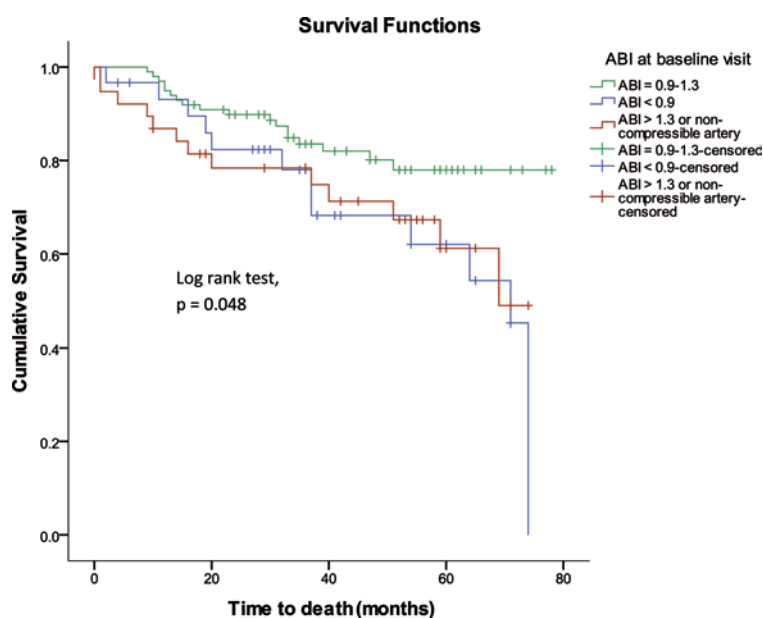 Survival Functions
ABI at baseline visit
ABI = 0.9-1.3
ABI < 0.9
ABI > 1.3 or non-
compressible artery
ABI = 0.9-1.3-censored
ABI < 0.9-censored
ABI > 1.3 or non-
compressible artery-
censored
Cumulative Survival
1.0
0.8
0.6
0.4
0.2
0.0
Log rank test,
p = 0.048
0 20 40 60 80
Time to death (months)